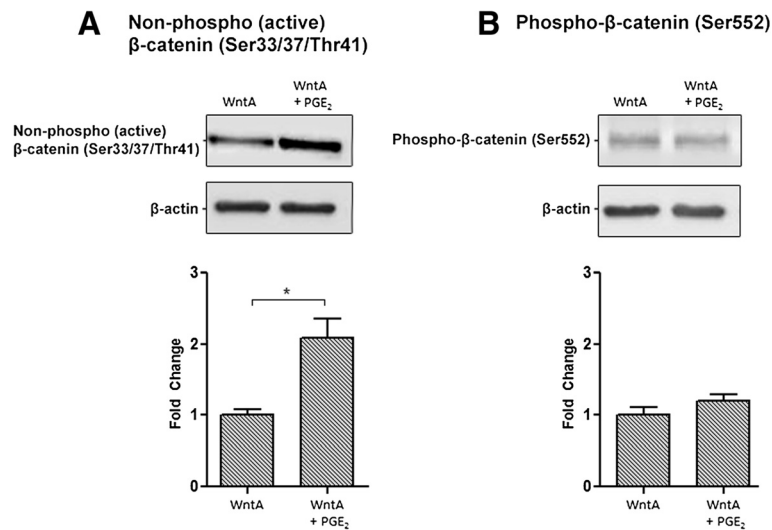 A
Non-phospho (active)
β-catenin (Ser33/37/Thr41)
WntA
WntA
+ PGE₂
Non-phospho (active)
β-catenin (Ser33/37/Thr41)
β-actin
3
2
1
0
Fold Change
*
WntA
WntA
+ PGE₂
B
Phospho-β-catenin (Ser552)
WntA
WntA
+ PGE₂
Phospho-β-catenin (Ser552)
β-actin
3
2
1
0
Fold Change
WntA
WntA
+ PGE₂